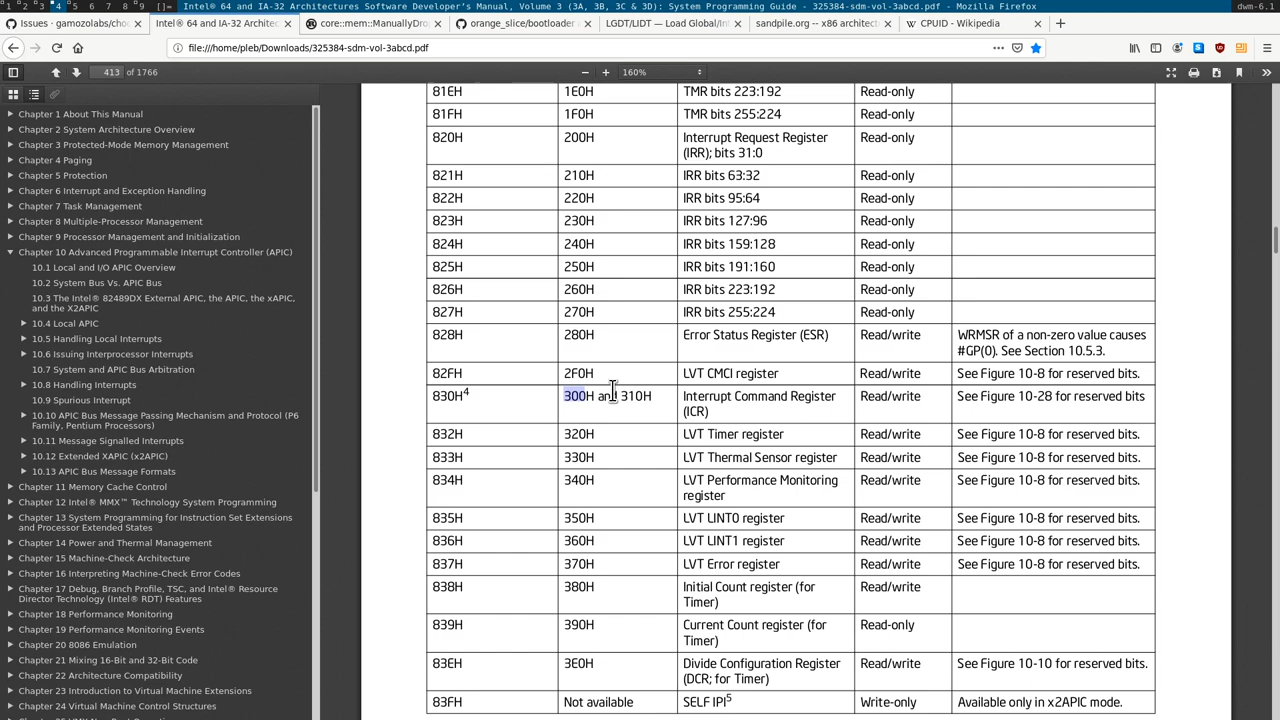 1 2 3 4 5 6 7 8 9 []= Intel® 64 and IA-32 Architectures Software Developer's Manual, Volume 3 (3A, 3B, 3C & 3D): System Programming Guide - 325384-sdm-vol-3abcd.pdf - Mozilla Firefox dwm-6.1
Issues · gamozolabs/cho
Intel® 64 and IA-32 Architec
core::mem::ManuallyDro
orange_slice/bootloader
LGDT/LIDT — Load Global/In
sandpile.org -- x86 architect
CPUID - Wikipedia
file:///home/pleb/Downloads/325384-sdm-vol-3abcd.pdf
413 of 1766
160%
Chapter 1 About This Manual
Chapter 2 System Architecture Overview
Chapter 3 Protected-Mode Memory Management
Chapter 4 Paging
Chapter 5 Protection
Chapter 6 Interrupt and Exception Handling
Chapter 7 Task Management
Chapter 8 Multiple-Processor Management
Chapter 9 Processor Management and Initialization
Chapter 10 Advanced Programmable Interrupt Controller (APIC)
10.1 Local and I/O APIC Overview
10.2 System Bus Vs. APIC Bus
10.3 The Intel® 82489DX External APIC, the APIC, the xAPIC,
and the X2APIC
10.4 Local APIC
10.5 Handling Local Interrupts
10.6 Issuing Interprocessor Interrupts
10.7 System and APIC Bus Arbitration
10.8 Handling Interrupts
10.9 Spurious Interrupt
10.10 APIC Bus Message Passing Mechanism and Protocol (P6
Family, Pentium Processors)
10.11 Message Signalled Interrupts
10.12 Extended XAPIC (x2APIC)
10.13 APIC Bus Message Formats
Chapter 11 Memory Cache Control
Chapter 12 Intel® MMX™ Technology System Programming
Chapter 13 System Programming for Instruction Set Extensions
and Processor Extended States
Chapter 14 Power and Thermal Management
Chapter 15 Machine-Check Architecture
Chapter 16 Interpreting Machine-Check Error Codes
Chapter 17 Debug, Branch Profile, TSC, and Intel® Resource
Director Technology (Intel® RDT) Features
Chapter 18 Performance Monitoring
Chapter 19 Performance Monitoring Events
Chapter 20 8086 Emulation
Chapter 21 Mixing 16-Bit and 32-Bit Code
Chapter 22 Architecture Compatibility
Chapter 23 Introduction to Virtual Machine Extensions
Chapter 24 Virtual Machine Control Structures
81EH 1E0H TMR bits 223:192 Read-only
81FH 1F0H TMR bits 255:224 Read-only
820H 200H Interrupt Request Register Read-only
(IRR); bits 31:0
821H 210H IRR bits 63:32 Read-only
822H 220H IRR bits 95:64 Read-only
823H 230H IRR bits 127:96 Read-only
824H 240H IRR bits 159:128 Read-only
825H 250H IRR bits 191:160 Read-only
826H 260H IRR bits 223:192 Read-only
827H 270H IRR bits 255:224 Read-only
828H 280H Error Status Register (ESR) Read/write WRMSR of a non-zero value causes
#GP(0). See Section 10.5.3.
82FH 2F0H LVT CMCI register Read/write See Figure 10-8 for reserved bits.
830H4 300H and 310H Interrupt Command Register Read/write See Figure 10-28 for reserved bits
(ICR)
832H 320H LVT Timer register Read/write See Figure 10-8 for reserved bits.
833H 330H LVT Thermal Sensor register Read/write See Figure 10-8 for reserved bits.
834H 340H LVT Performance Monitoring Read/write See Figure 10-8 for reserved bits.
register
835H 350H LVT LINT0 register Read/write See Figure 10-8 for reserved bits.
836H 360H LVT LINT1 register Read/write See Figure 10-8 for reserved bits.
837H 370H LVT Error register Read/write See Figure 10-8 for reserved bits.
838H 380H Initial Count register (for Read/write
Timer)
839H 390H Current Count register (for Read-only
Timer)
83EH 3E0H Divide Configuration Register Read/write See Figure 10-10 for reserved bits.
(DCR; for Timer)
83FH Not available SELF IPI5 Write-only Available only in x2APIC mode.